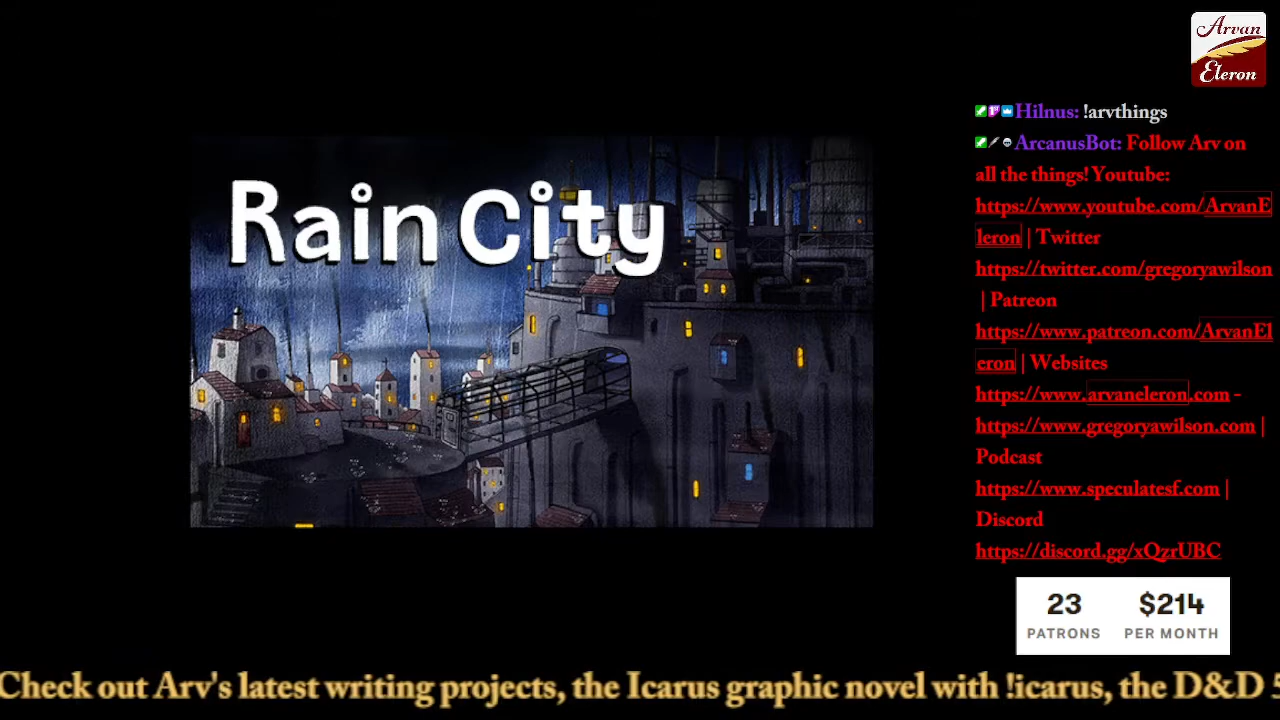 Arvan
Eleron
Rain City
Hilnus: !arvthings
ArcanusBot: Follow Arv on
all the things! Youtube:
https://www.youtube.com/ArvanE
leron | Twitter
https://twitter.com/gregoryawilson
| Patreon
https://www.patreon.com/ArvanEl
eron | Websites
https://www.arvaneleron.com -
https://www.gregoryawilson.com |
Podcast
https://www.speculatesf.com |
Discord
https://discord.gg/xQzrUBC
23 $214
PATRONS PER MONTH
Check out Arv's latest writing projects, the Icarus graphic novel with !icarus, the D&D 5